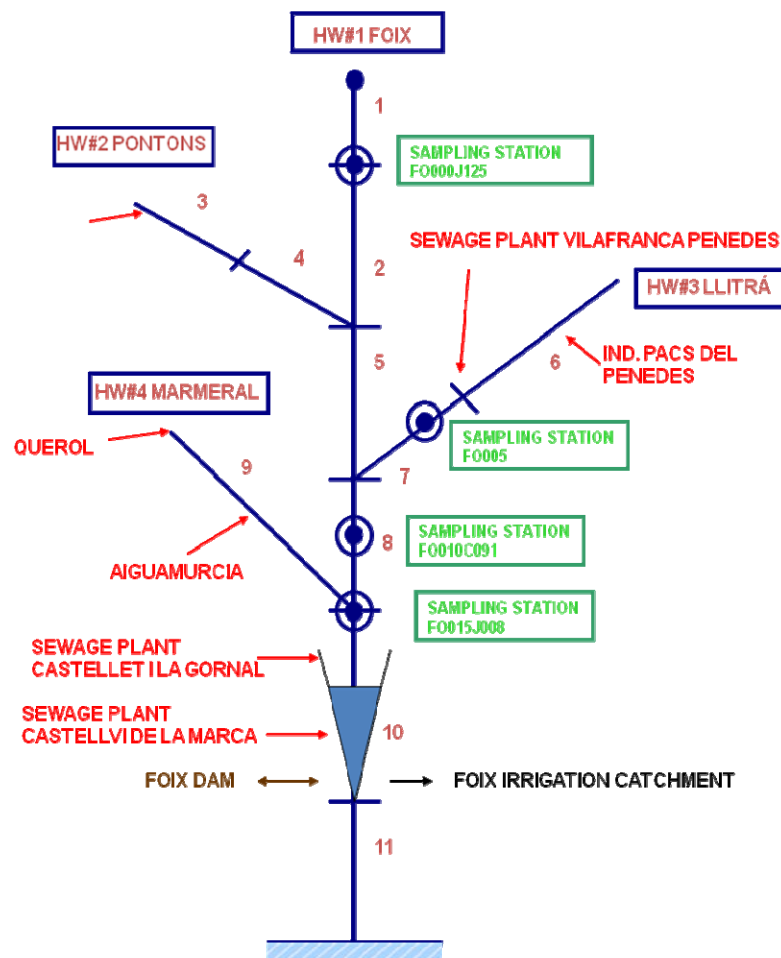 HW#1 FOIX
1
SAMPLING STATION
FO000J125
HW#2 PONTONS
3
4
2
SEWAGE PLANT VILAFRANCA PENEDES
HW#3 LLITRÁ
6
IND. PACS DEL
PENEDES
5
HW#4 MARMERAL
QUEROL
9
SAMPLING STATION
FO005
7
AIGUAMURCIA
8
SAMPLING STATION
FO010C091
SAMPLING STATION
FO015J008
SEWAGE PLANT
CASTELLET I LA GORNAL
SEWAGE PLANT
CASTELLVI DE LA MARCA
10
FOIX DAM
FOIX IRRIGATION CATCHMENT
11